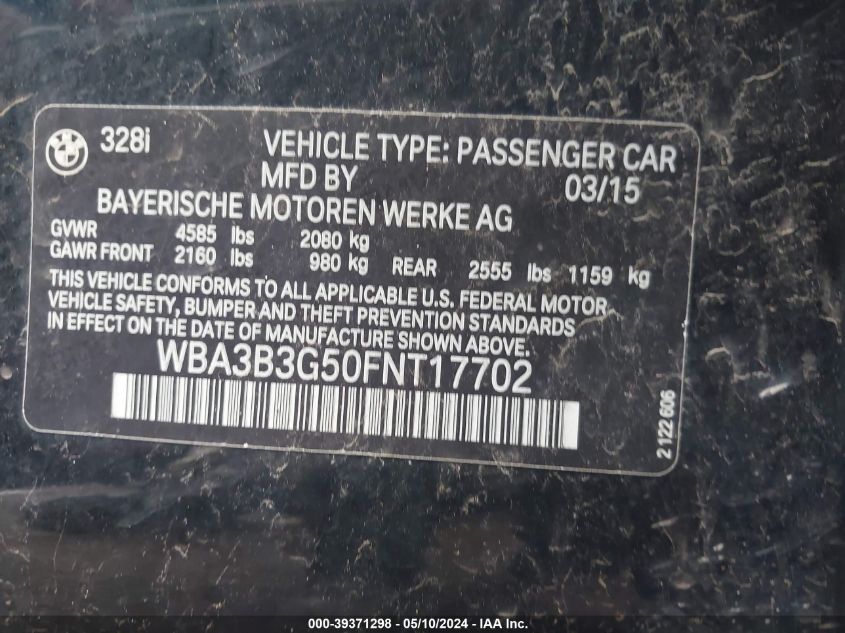 328i VEHICLE TYPE: PASSENGER CAR
MFD BY 03/15
BAYERISCHE MOTOREN WERKE AG
GVWR 4585 lbs 2080 kg
GAWR FRONT 2160 lbs 980 kg REAR 2555 lbs 1159 kg
THIS VEHICLE CONFORMS TO ALL APPLICABLE U.S. FEDERAL MOTOR
VEHICLE SAFETY, BUMPER AND THEFT PREVENTION STANDARDS
IN EFFECT ON THE DATE OF MANUFACTURE SHOWN ABOVE.
WBA3B3G50FNT17702
2122606
000-39371298 - 05/10/2024 - IAA Inc.